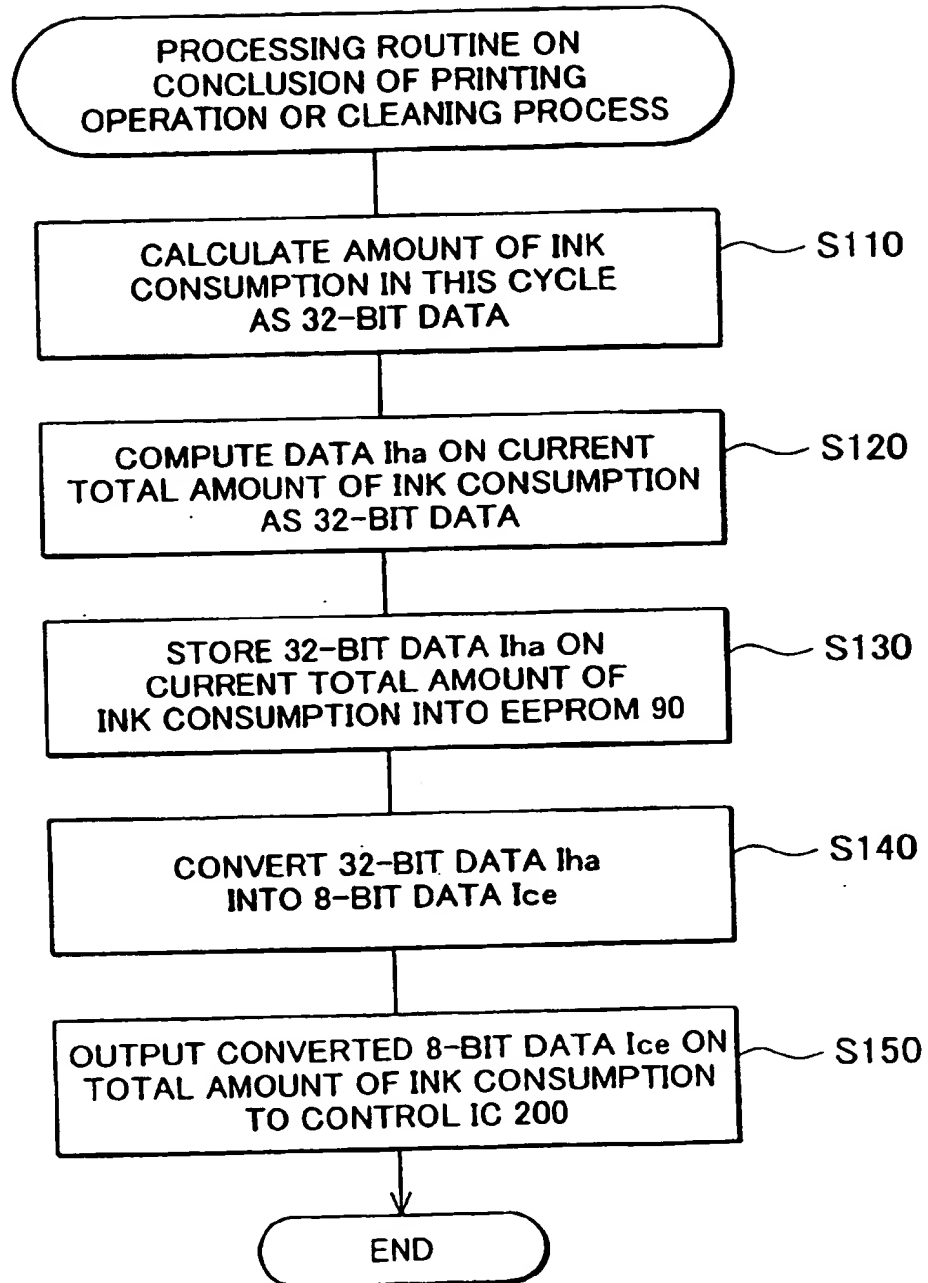 PROCESSING ROUTINE ON
CONCLUSION OF PRINTING
OPERATION OR CLEANING PROCESS
CALCULATE AMOUNT OF INK
CONSUMPTION IN THIS CYCLE
AS 32-BIT DATA
S110
COMPUTE DATA Iha ON CURRENT
TOTAL AMOUNT OF INK CONSUMPTION
AS 32-BIT DATA
S120
STORE 32-BIT DATA Iha ON
CURRENT TOTAL AMOUNT OF
INK CONSUMPTION INTO EEPROM 90
S130
CONVERT 32-BIT DATA Iha
INTO 8-BIT DATA Ice
S140
OUTPUT CONVERTED 8-BIT DATA Ice ON
TOTAL AMOUNT OF INK CONSUMPTION
TO CONTROL IC 200
S150
END